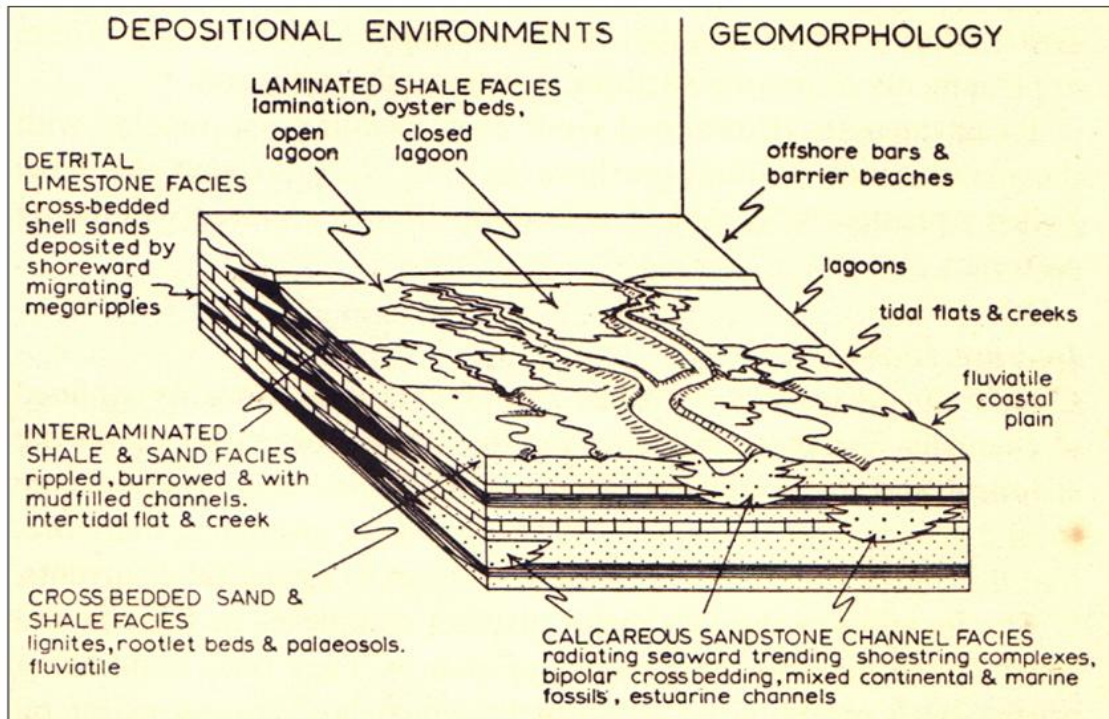 DEPOSITIONAL ENVIRONMENTS
GEOMORPHOLOGY
LAMINATED SHALE FACIES
lamination, oyster beds,
open lagoon
closed lagoon
DETRITAL
LIMESTONE FACIES
cross-bedded
shell sands
deposited by
shoreward
migrating
megaripples
offshore bars &
barrier beaches
lagoons
tidal flats & creeks
fluviatile
coastal
plain
INTERLAMINATED
SHALE & SAND FACIES
rippled, burrowed & with
mudfilled channels.
intertidal flat & creek
CROSS BEDDED SAND &
SHALE FACIES
lignites, rootlet beds & palaeosols.
fluviatile
CALCAREOUS SANDSTONE CHANNEL FACIES
radiating seaward trending shoestring complexes,
bipolar crossbedding, mixed continental & marine
fossils, estuarine channels